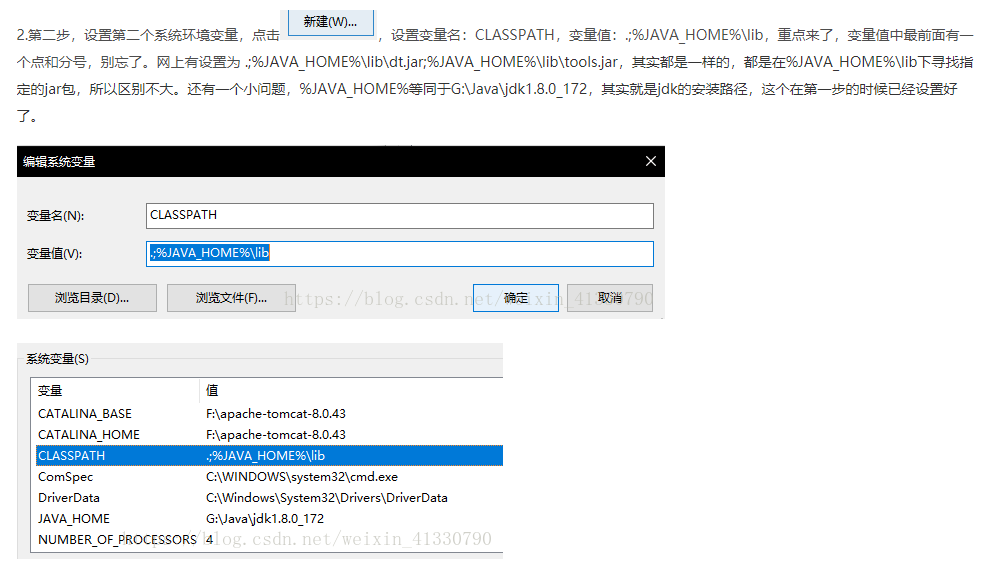 2.第二步，设置第二个系统环境变量，点击 新建(W)... ，设置变量名：CLASSPATH，变量值：.;%JAVA_HOME%\lib，重点来了，变量值中最前面有一
个点和分号，别忘了。网上有设置为 .;%JAVA_HOME%\lib\dt.jar;%JAVA_HOME%\lib\tools.jar，其实都是一样的，都是在%JAVA_HOME%\lib下寻找指
定的jar包，所以区别不大。还有一个小问题，%JAVA_HOME%等同于G:\Java\jdk1.8.0_172，其实就是jdk的安装路径，这个在第一步的时候已经设置好
了。
编辑系统变量
变量名(N): CLASSPATH
变量值(V): .;%JAVA_HOME%\lib
浏览目录(D)... 浏览文件(F)... 确定 取消
https://blog.csdn.net/weixin_41330790
系统变量(S)
变量 值
CATALINA_BASE F:\apache-tomcat-8.0.43
CATALINA_HOME F:\apache-tomcat-8.0.43
CLASSPATH .;%JAVA_HOME%\lib
ComSpec C:\WINDOWS\system32\cmd.exe
DriverData C:\Windows\System32\Drivers\DriverData
JAVA_HOME G:\Java\jdk1.8.0_172
NUMBER_OF_PROCESSORS 4
https://blog.csdn.net/weixin_41330790